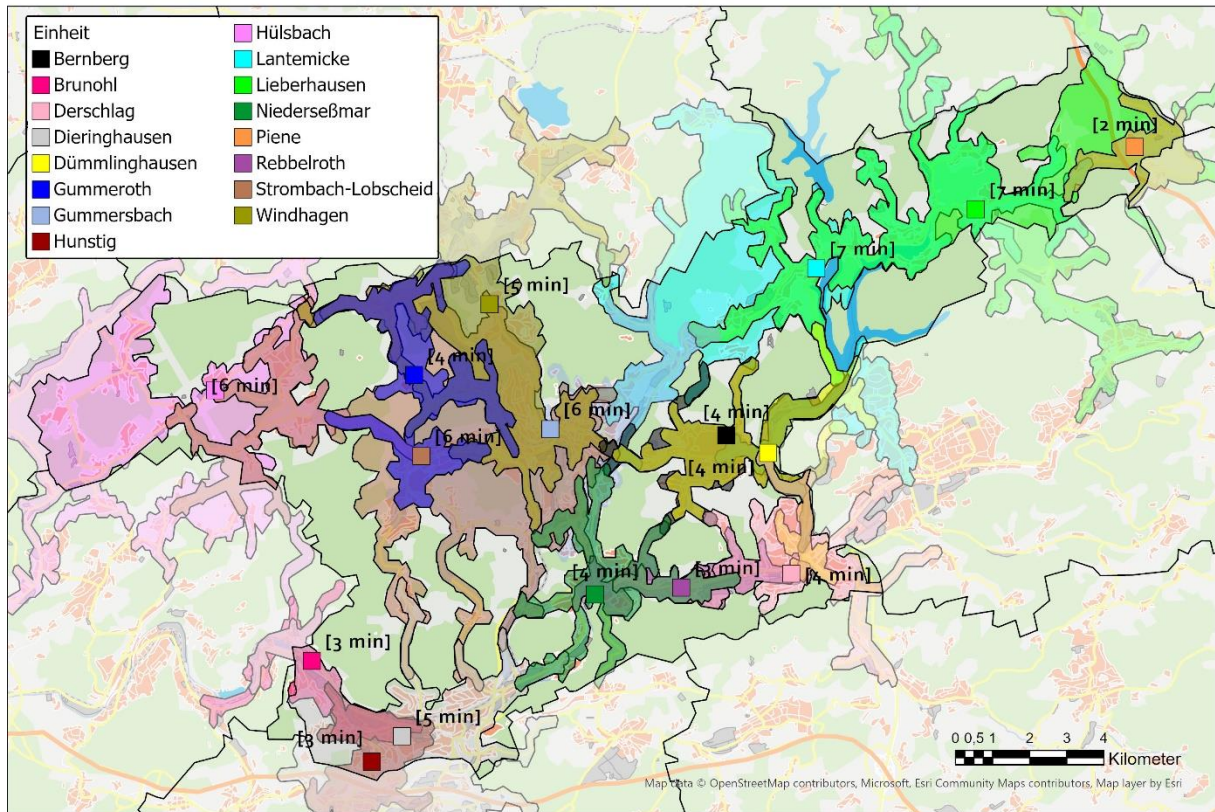 Einheit
Bernberg
Brunohl
Derschlag
Dieringhausen
Dümmlinghausen
Gummeroth
Gummersbach
Hunstig
Hülsbach
Lantemicke
Lieberhausen
Niederseßmar
Piene
Rebbelroth
Strombach-Lobscheid
Windhagen
[2 min]
[7 min]
[7 min]
[5 min]
[4 min]
[6 min]
[6 min]
[4 min]
[6 min]
[4 min]
[4 min]
[3 min]
[4 min]
[3 min]
[5 min]
[3 min]
0 0,5 1 2 3 4
Kilometer
Map data © OpenStreetMap contributors, Microsoft, Esri Community Maps contributors, Map layer by Esri